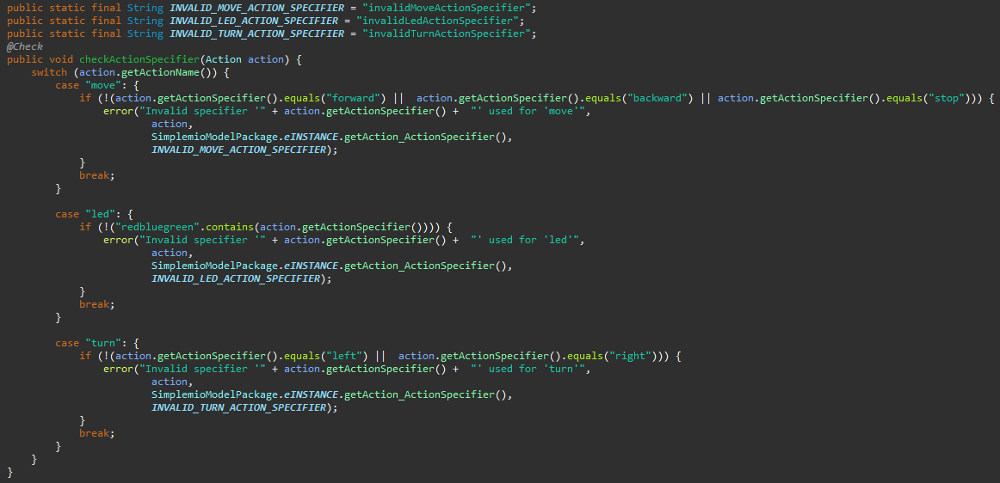 public static final String INVALID_MOVE_ACTION_SPECIFIER = "invalidMoveActionSpecifier";
public static final String INVALID_LED_ACTION_SPECIFIER = "invalidLedActionSpecifier";
public static final String INVALID_TURN_ACTION_SPECIFIER = "invalidTurnActionSpecifier";
@Check
public void checkActionSpecifier(Action action) {
    switch (action.getActionName()) {
        case "move": {
            if (!(action.getActionSpecifier().equals("forward") ||  action.getActionSpecifier().equals("backward") || action.getActionSpecifier().equals("stop"))) {
                error("Invalid specifier '" + action.getActionSpecifier() +  "' used for 'move'",
                        action,
                        SimplemioModelPackage.eINSTANCE.getAction_ActionSpecifier(),
                        INVALID_MOVE_ACTION_SPECIFIER);
            }
            break;
        }

        case "led": {
            if (!("redbluegreen".contains(action.getActionSpecifier()))) {
                error("Invalid specifier '" + action.getActionSpecifier() +  "' used for 'led'",
                        action,
                        SimplemioModelPackage.eINSTANCE.getAction_ActionSpecifier(),
                        INVALID_LED_ACTION_SPECIFIER);
            }
            break;
        }

        case "turn": {
            if (!(action.getActionSpecifier().equals("left") ||  action.getActionSpecifier().equals("right"))) {
                error("Invalid specifier '" + action.getActionSpecifier() +  "' used for 'turn'",
                        action,
                        SimplemioModelPackage.eINSTANCE.getAction_ActionSpecifier(),
                        INVALID_TURN_ACTION_SPECIFIER);
            }
            break;
        }
    }
}